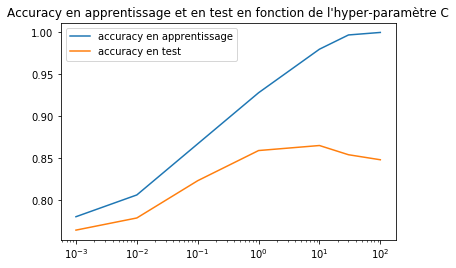 Accuracy en apprentissage et en test en fonction de l'hyper-paramètre C
accuracy en apprentissage
accuracy en test
1.00
0.95
0.90
0.85
0.80
10⁻³ 10⁻² 10⁻¹ 10⁰ 10¹ 10²